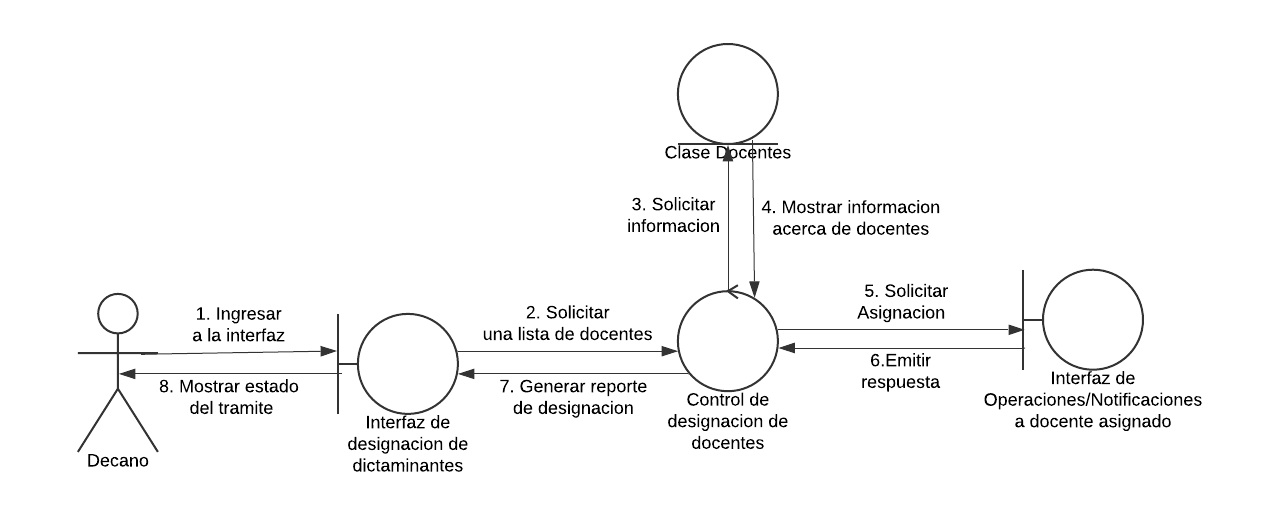 Clase Docentes
3. Solicitar
informacion
4. Mostrar informacion
acerca de docentes
1. Ingresar
a la interfaz
2. Solicitar
una lista de docentes
5. Solicitar
Asignacion
8. Mostrar estado
del tramite
7. Generar reporte
de designacion
6.Emitir
respuesta
Decano
Interfaz de
designacion de
dictaminantes
Control de
designacion de
docentes
Interfaz de
Operaciones/Notificaciones
a docente asignado